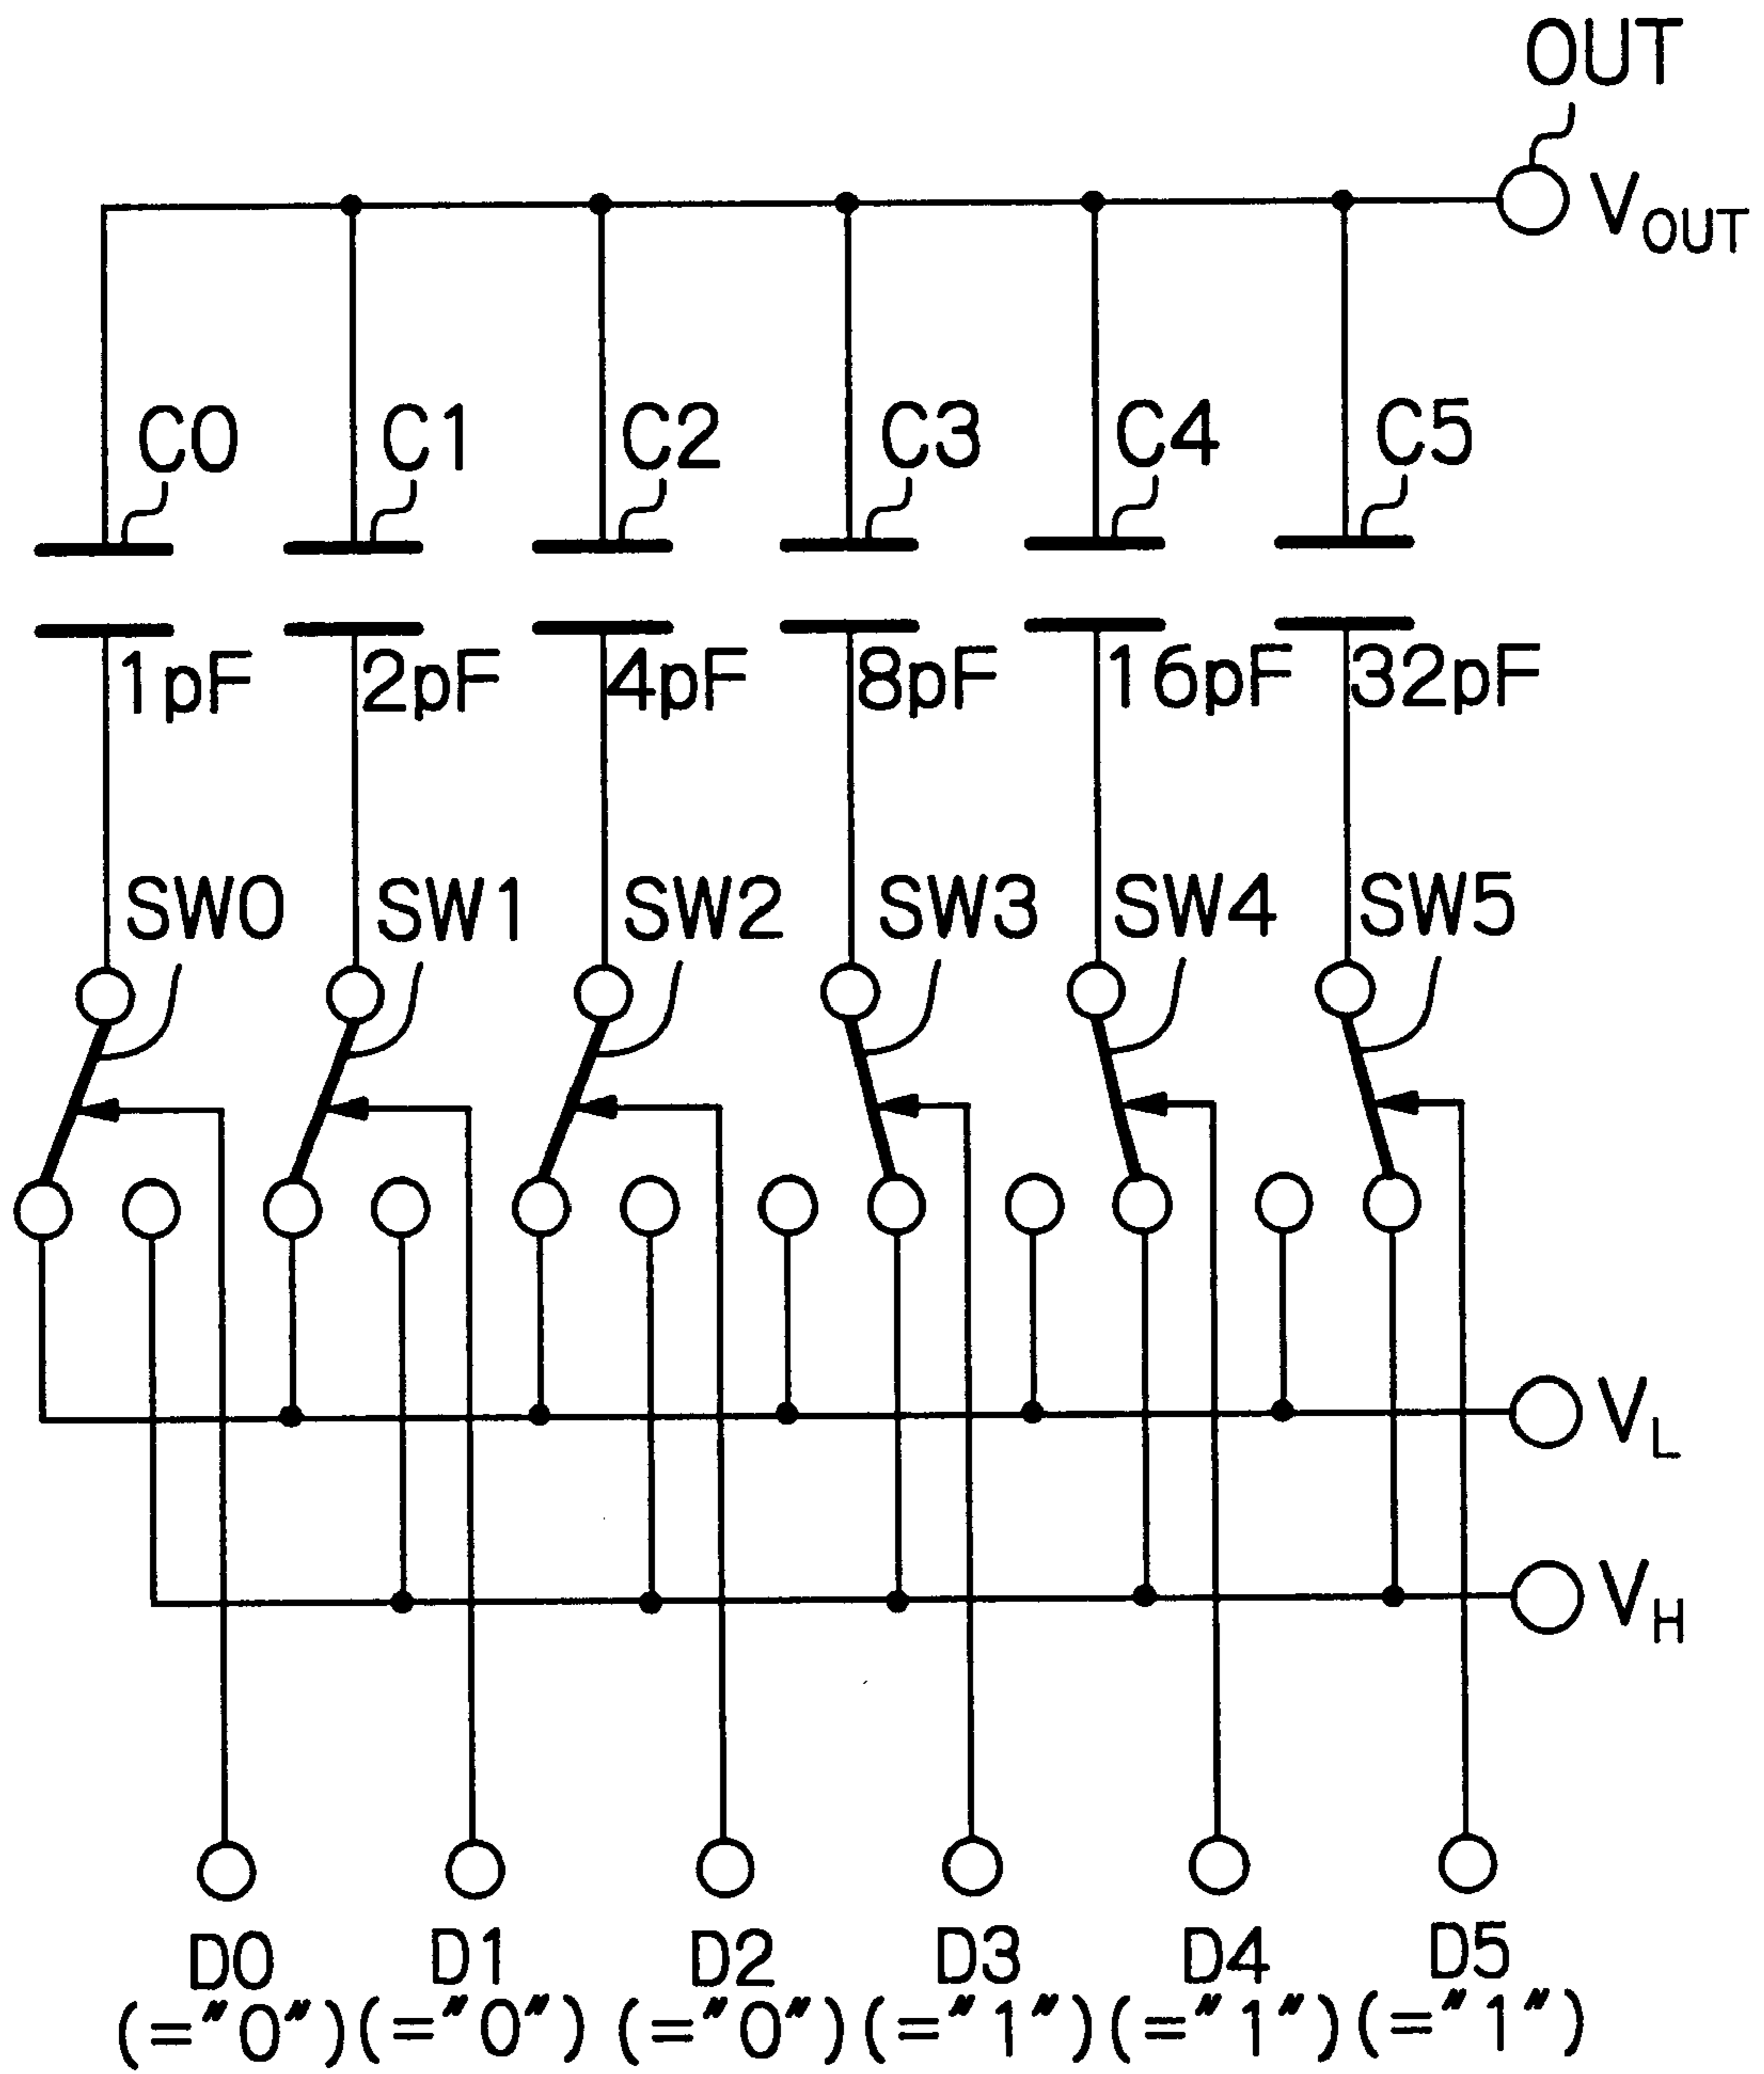 OUT
VOUT
C0 C1 C2 C3 C4 C5
1pF 2pF 4pF 8pF 16pF 32pF
SW0 SW1 SW2 SW3 SW4 SW5
VL
VH
D0 D1 D2 D3 D4 D5
(="0") (="0") (="0") (="1") (="1") (="1")